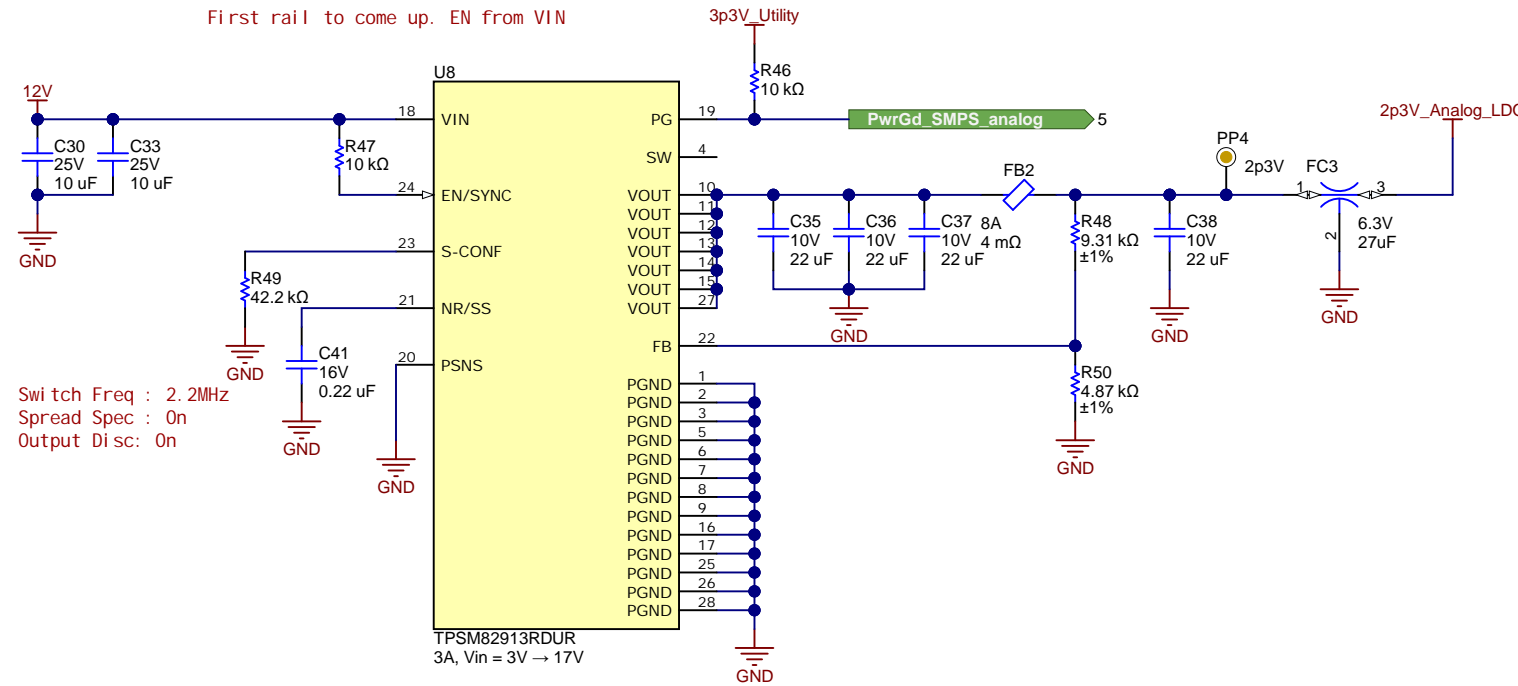 First rail to come up. EN from VIN
3p3V_Utility
U8
R46
10 kΩ
12V
18
VIN
PG
19
PwrGd_SMPS_analog
5
2p3V_Analog_LDO
C30
25V
10 uF
C33
25V
10 uF
R47
10 kΩ
SW
4
PP4
2p3V
FC3
FB2
24
EN/SYNC
VOUT
10
VOUT
11
VOUT
12
VOUT
13
VOUT
14
VOUT
15
VOUT
27
C35
10V
22 uF
C36
10V
22 uF
C37
10V
22 uF
8A
4 mΩ
R48
9.31 kΩ
±1%
C38
10V
22 uF
1
3
2
6.3V
27uF
GND
23
S-CONF
R49
42.2 kΩ
GND
GND
GND
GND
21
NR/SS
C41
16V
0.22 uF
GND
FB
22
20
PSNS
GND
R50
4.87 kΩ
±1%
GND
Switch Freq : 2.2MHz
Spread Spec : On
Output Disc: On
PGND
1
PGND
2
PGND
3
PGND
5
PGND
6
PGND
7
PGND
8
PGND
9
PGND
16
PGND
17
PGND
25
PGND
26
PGND
28
GND
TPSM82913RDUR
3A, Vin = 3V → 17V